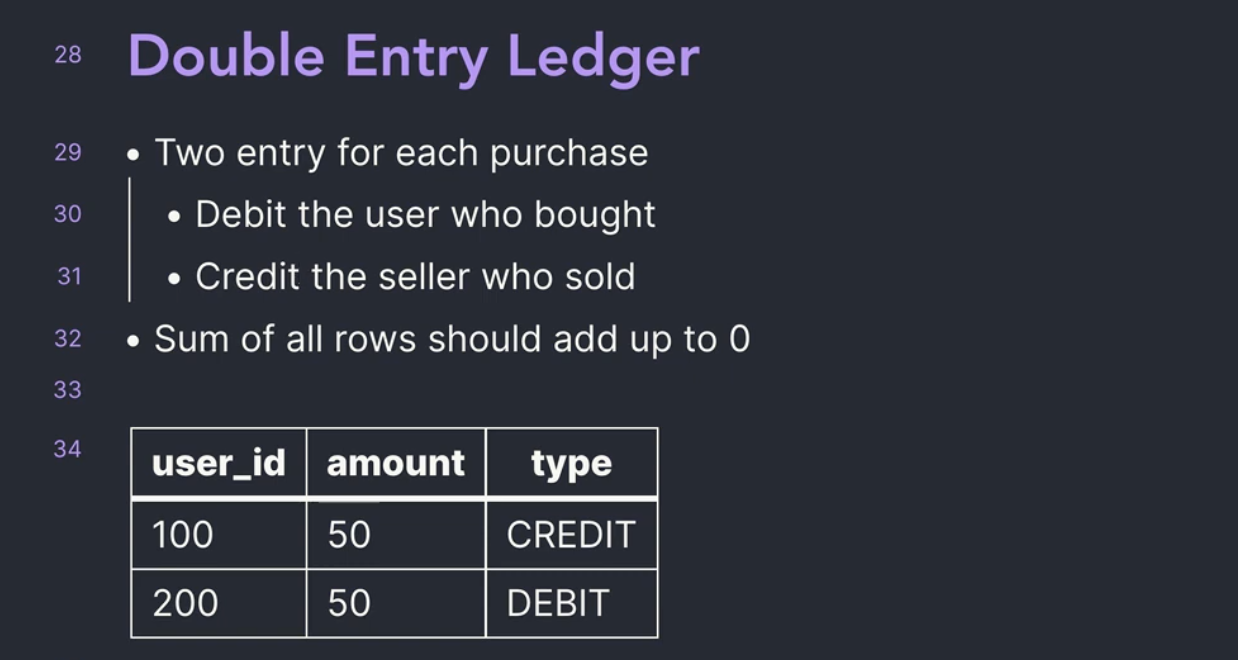 28 Double Entry Ledger
29 • Two entry for each purchase
30 • Debit the user who bought
31 • Credit the seller who sold
32 • Sum of all rows should add up to 0
33
34 user_id amount type
100 50 CREDIT
200 50 DEBIT